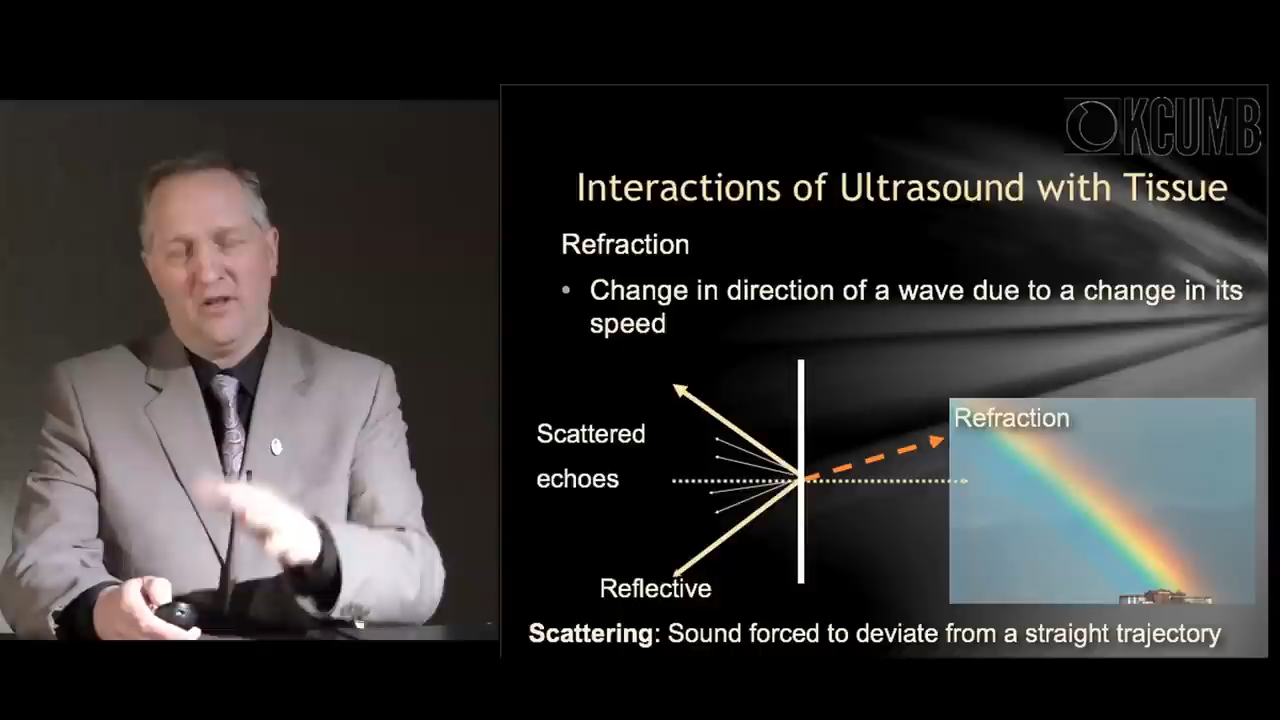 KCUMB
Interactions of Ultrasound with Tissue
Refraction
• Change in direction of a wave due to a change in its
speed
Scattered
echoes
Refraction
Reflective
Scattering: Sound forced to deviate from a straight trajectory